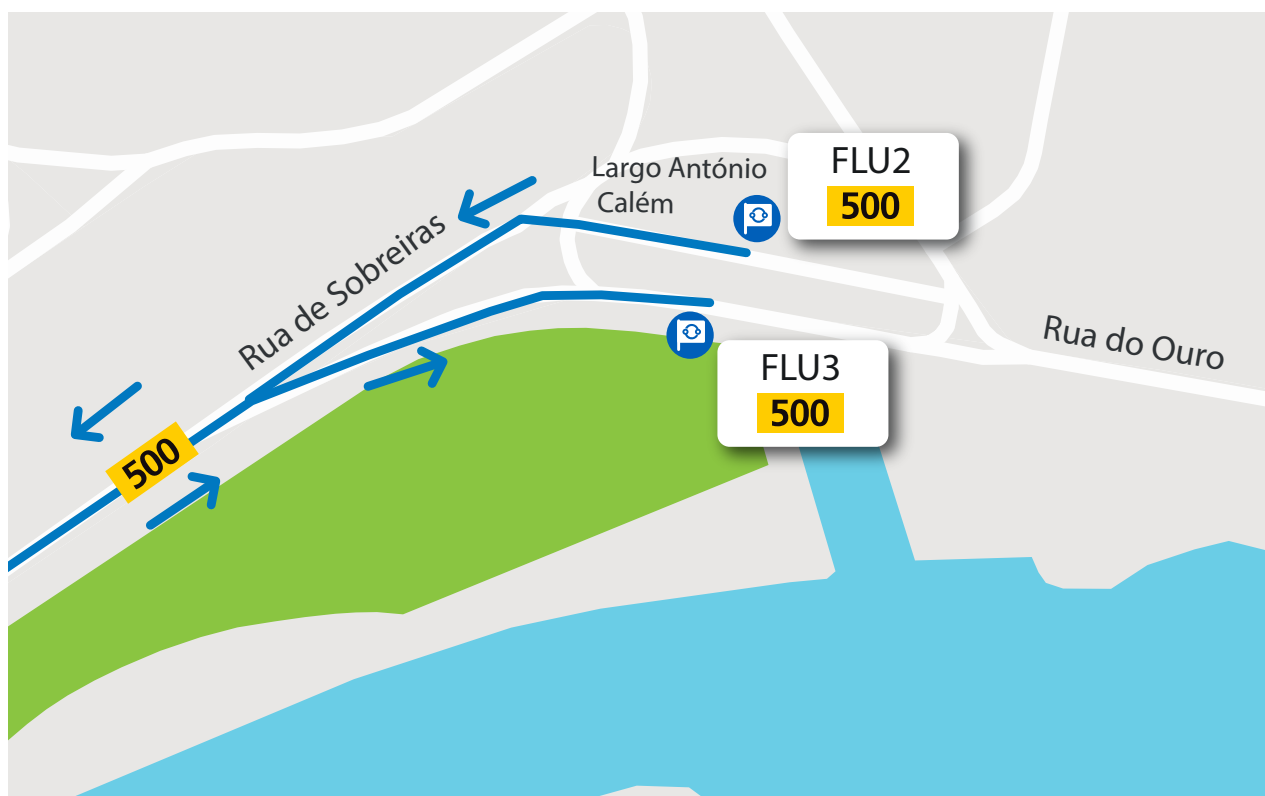 FLU2
500
Largo António
Calém
Rua de Sobreiras
Rua do Ouro
FLU3
500
500